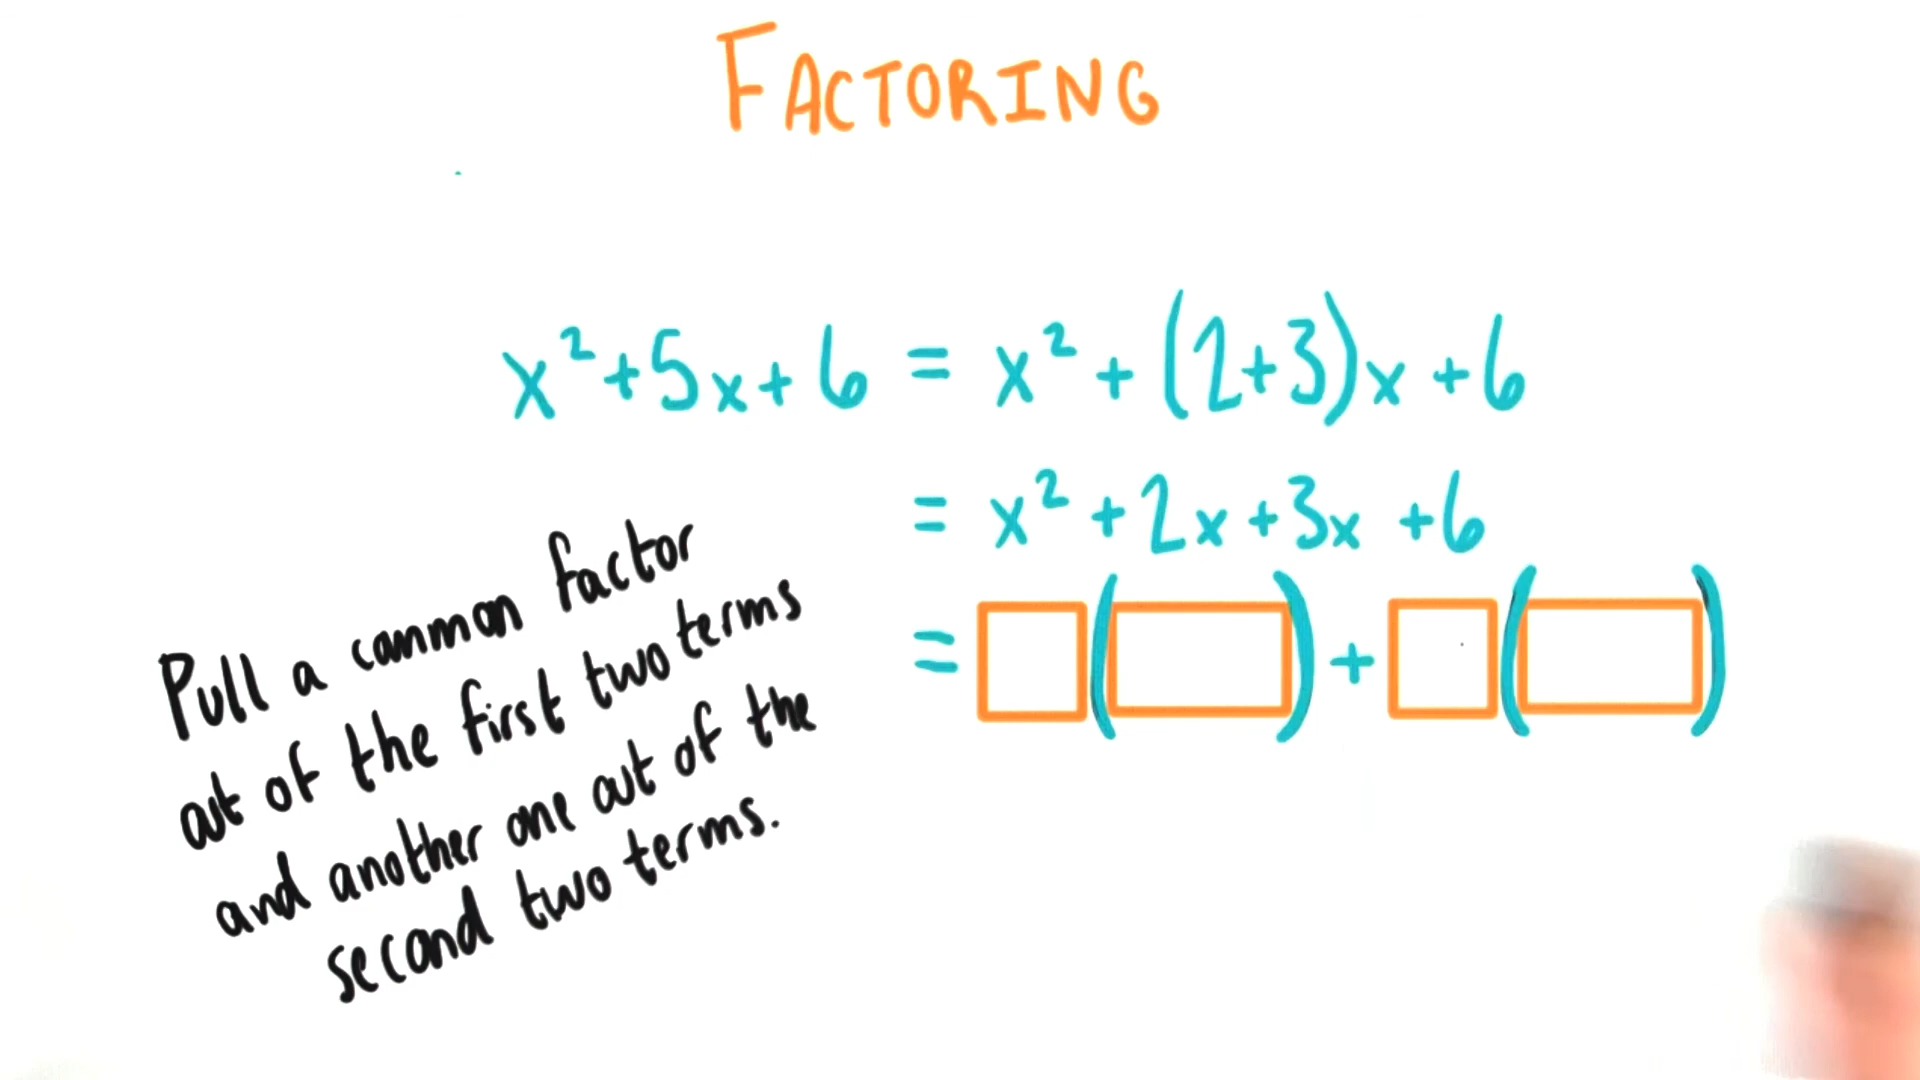 FACTORING
x²+5x+6 = x² + (2+3)x +6
= x² +2x +3x +6
= ( ) + ( )
Pull a common factor
out of the first two terms
and another one out of the
second two terms.